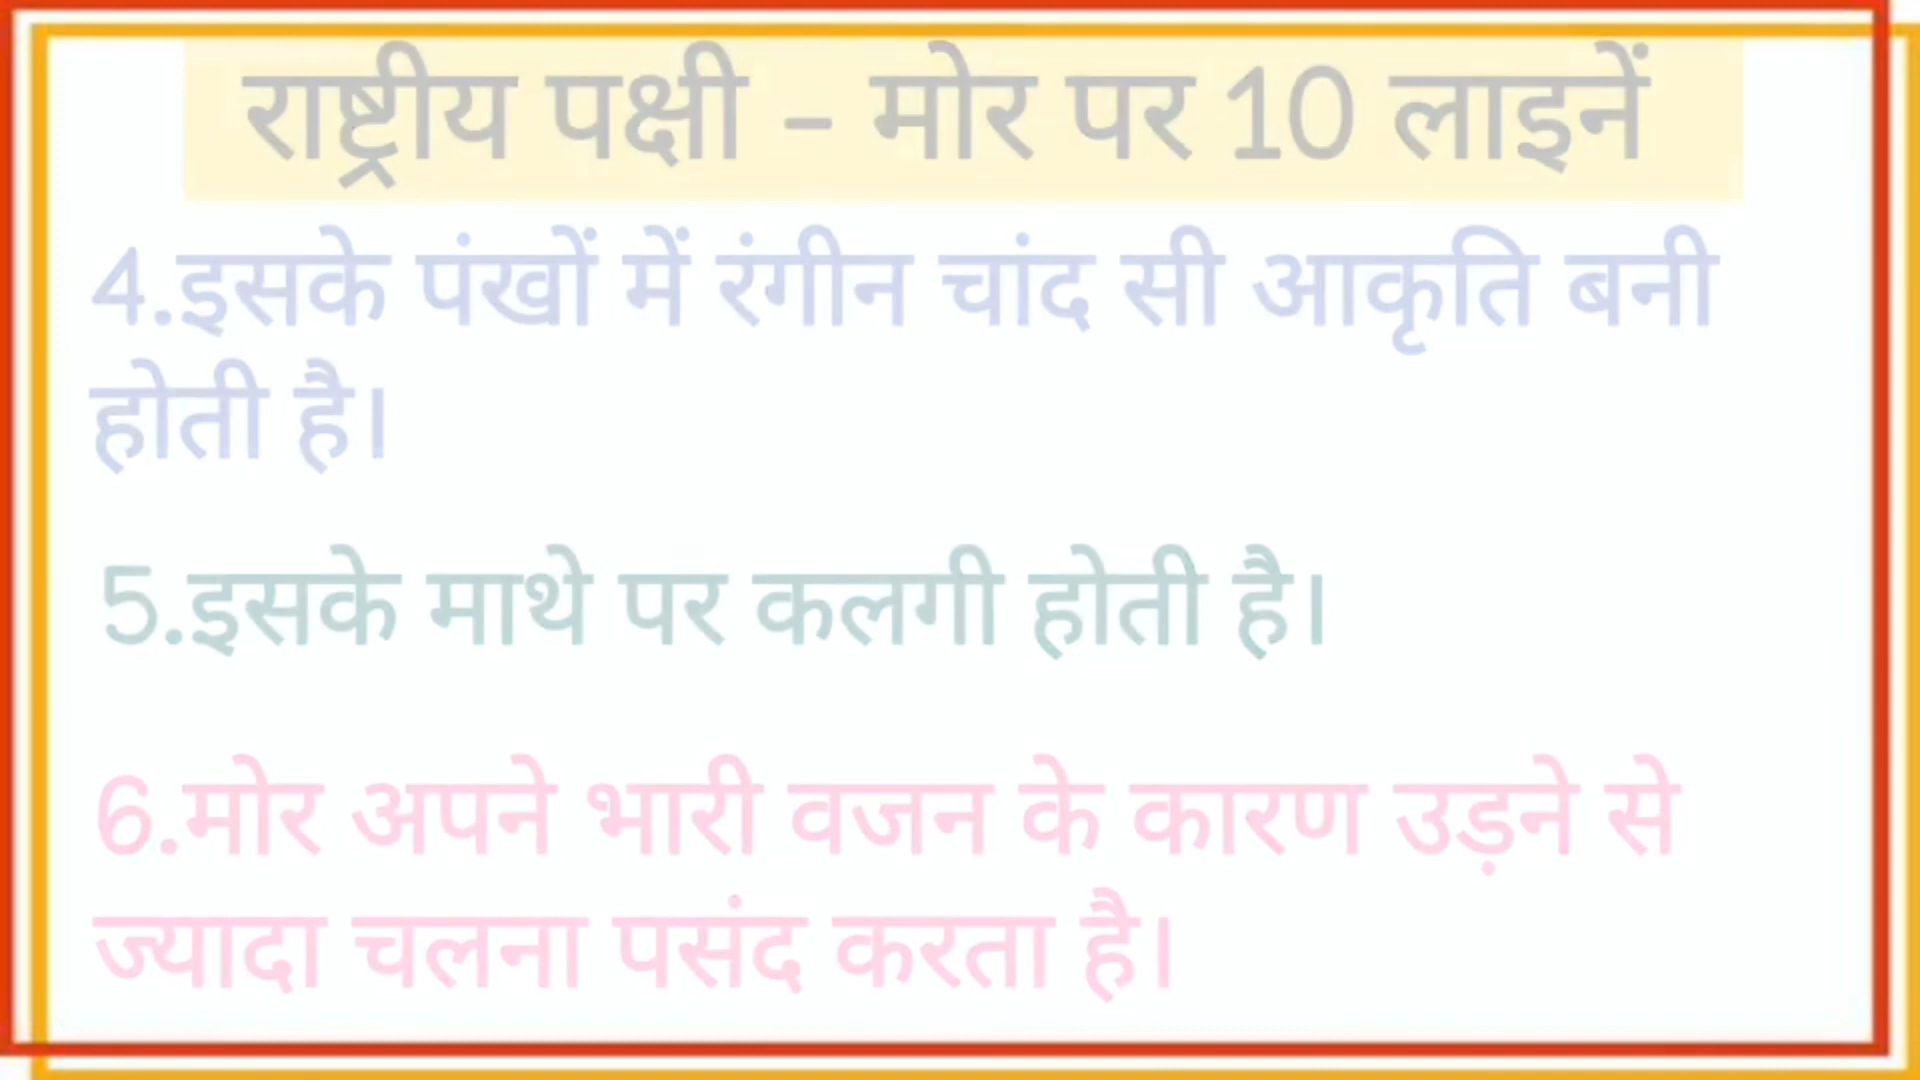 राष्ट्रीय पक्षी – मोर पर 10 लाइनें
4.इसके पंखों में रंगीन चांद सी आकृति बनी
होती है।
5.इसके माथे पर कलगी होती है।
6.मोर अपने भारी वजन के कारण उड़ने से
ज्यादा चलना पसंद करता है।